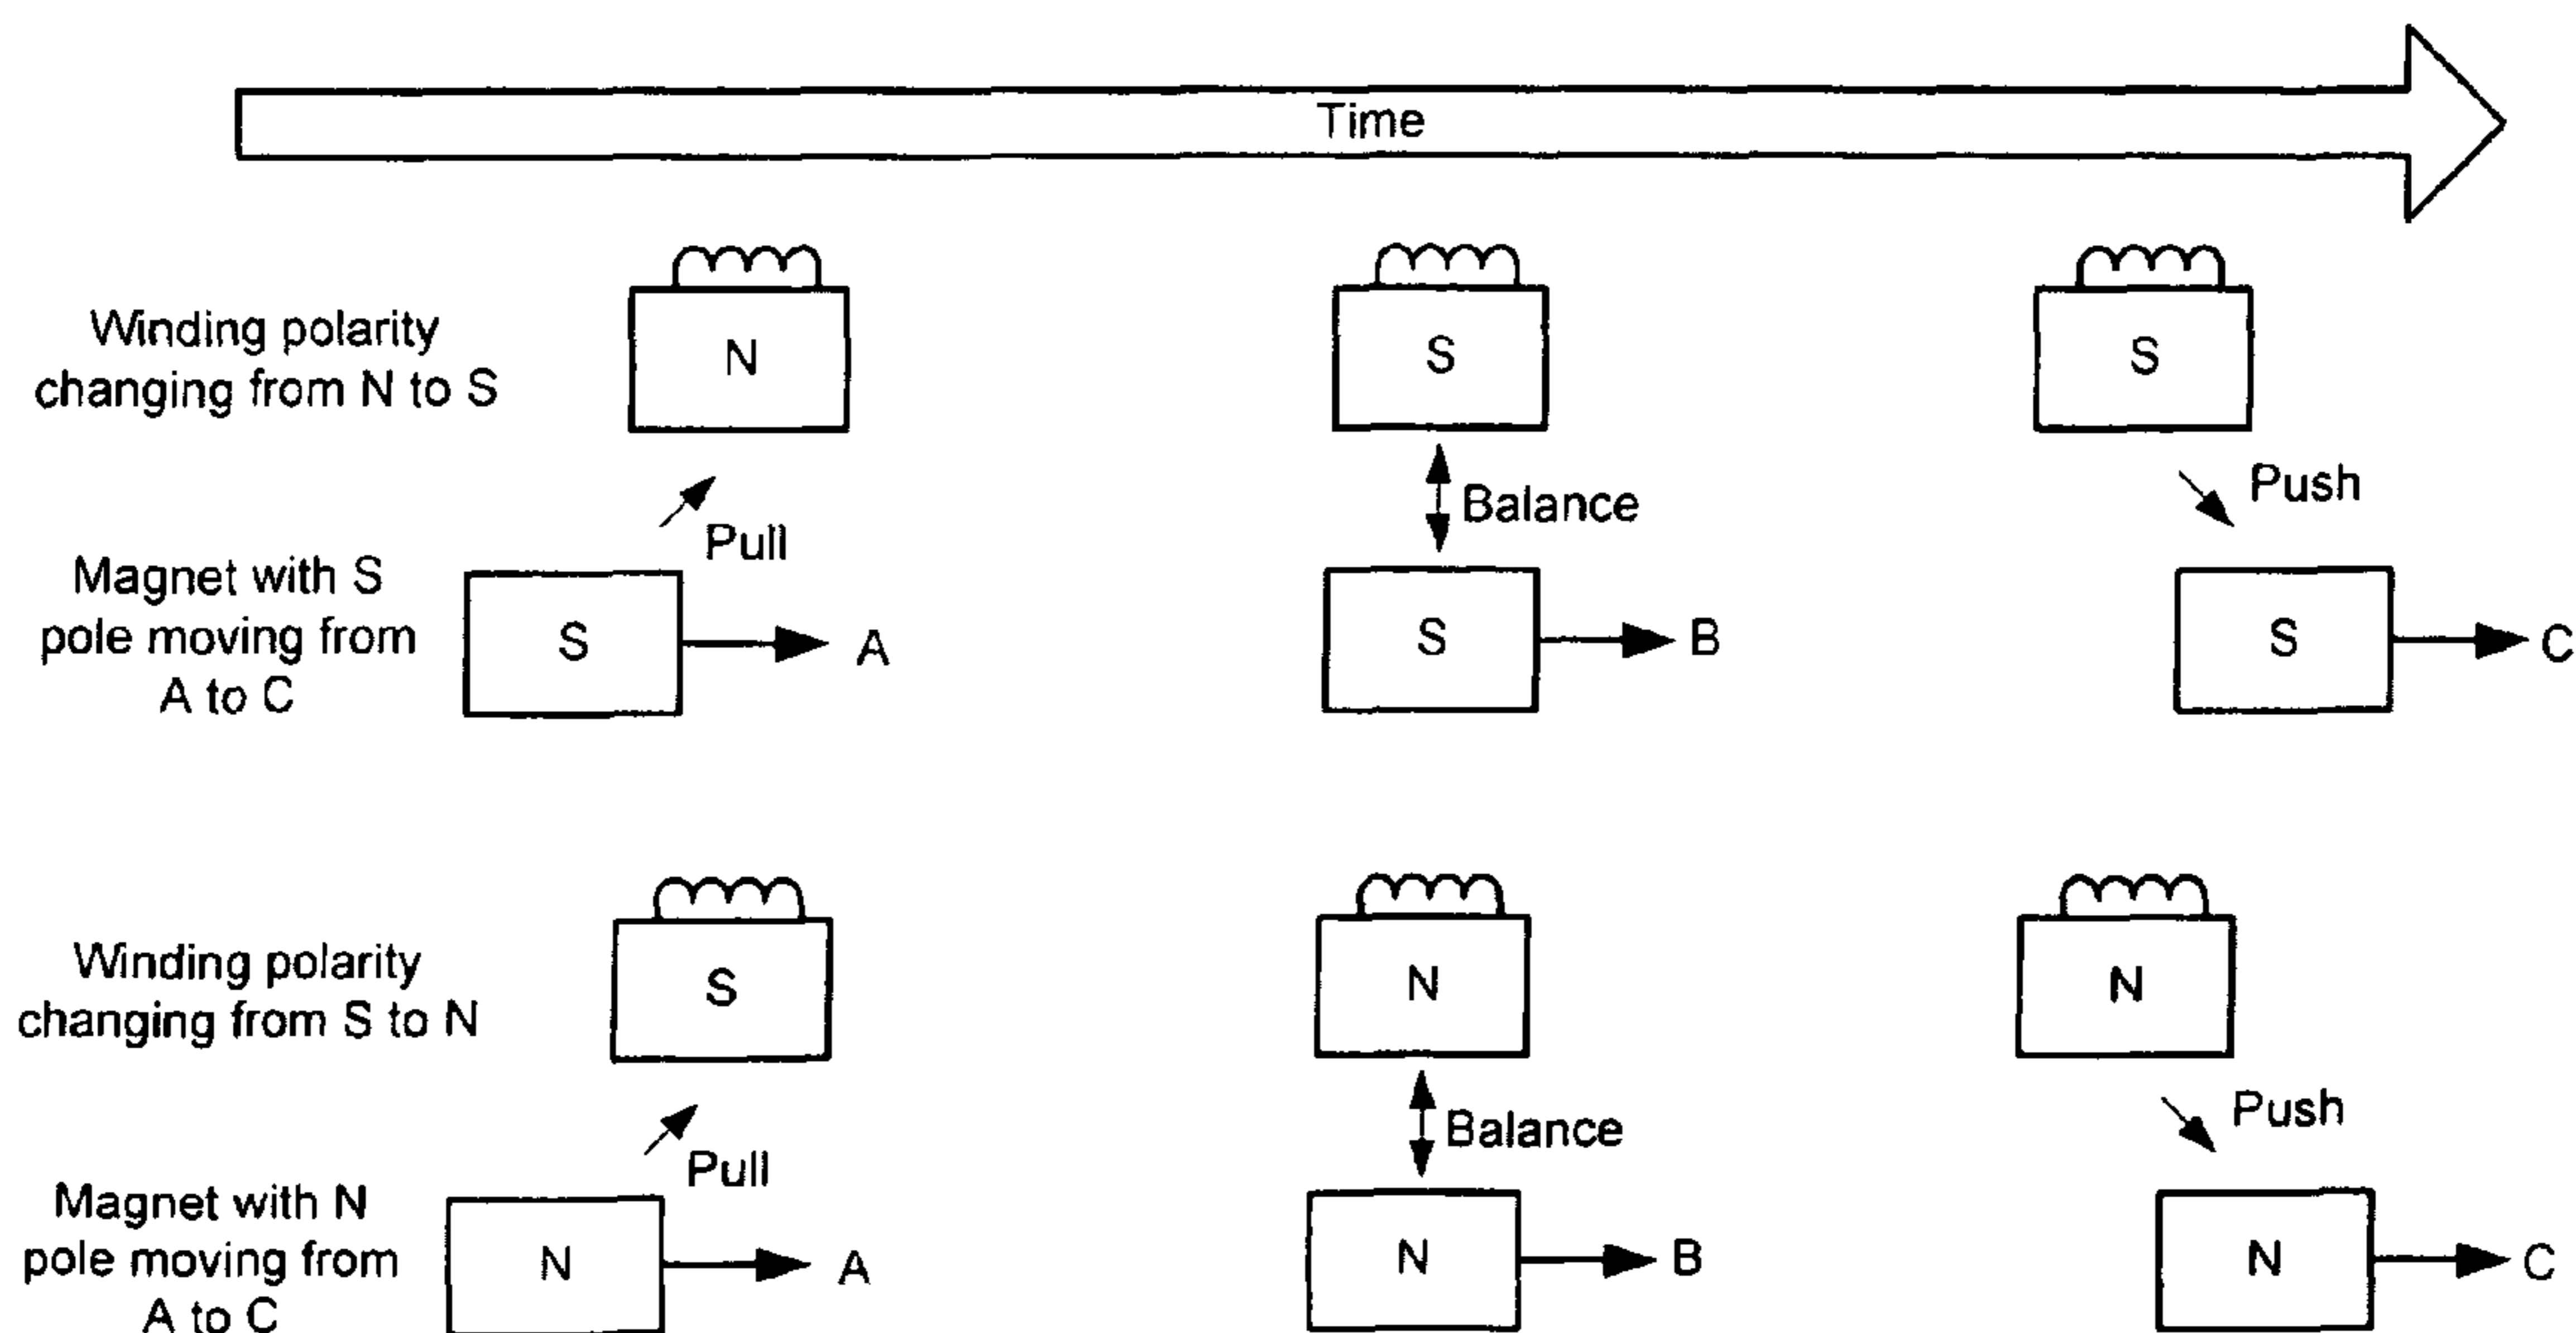 Time
Winding polarity
changing from N to S
N
S
S
Pull
Balance
Push
Magnet with S
pole moving from
A to C
S
A
S
B
S
C
Winding polarity
changing from S to N
S
N
N
Pull
Balance
Push
Magnet with N
pole moving from
A to C
N
A
N
B
N
C